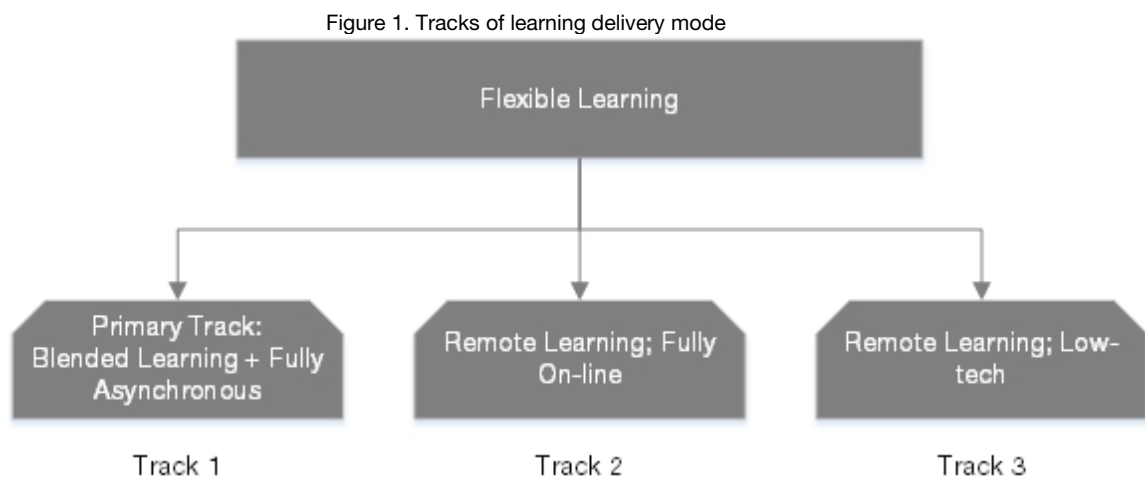 Figure 1. Tracks of learning delivery mode
Flexible Learning
Primary Track:
Blended Learning + Fully
Asynchronous
Remote Learning; Fully
On-line
Remote Learning; Low-
tech
Track 1
Track 2
Track 3